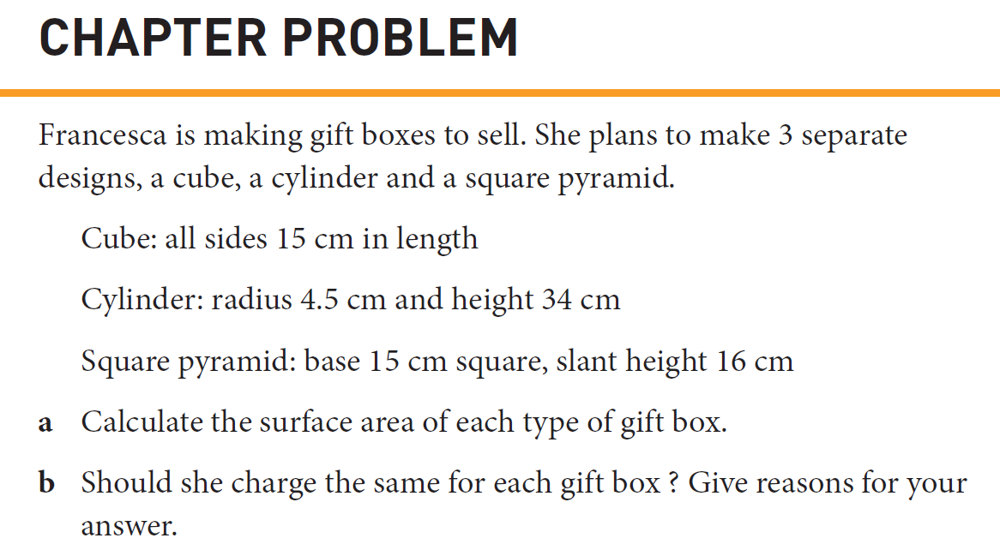 CHAPTER PROBLEM
Francesca is making gift boxes to sell. She plans to make 3 separate
designs, a cube, a cylinder and a square pyramid.
Cube: all sides 15 cm in length
Cylinder: radius 4.5 cm and height 34 cm
Square pyramid: base 15 cm square, slant height 16 cm
a Calculate the surface area of each type of gift box.
b Should she charge the same for each gift box ? Give reasons for your
answer.